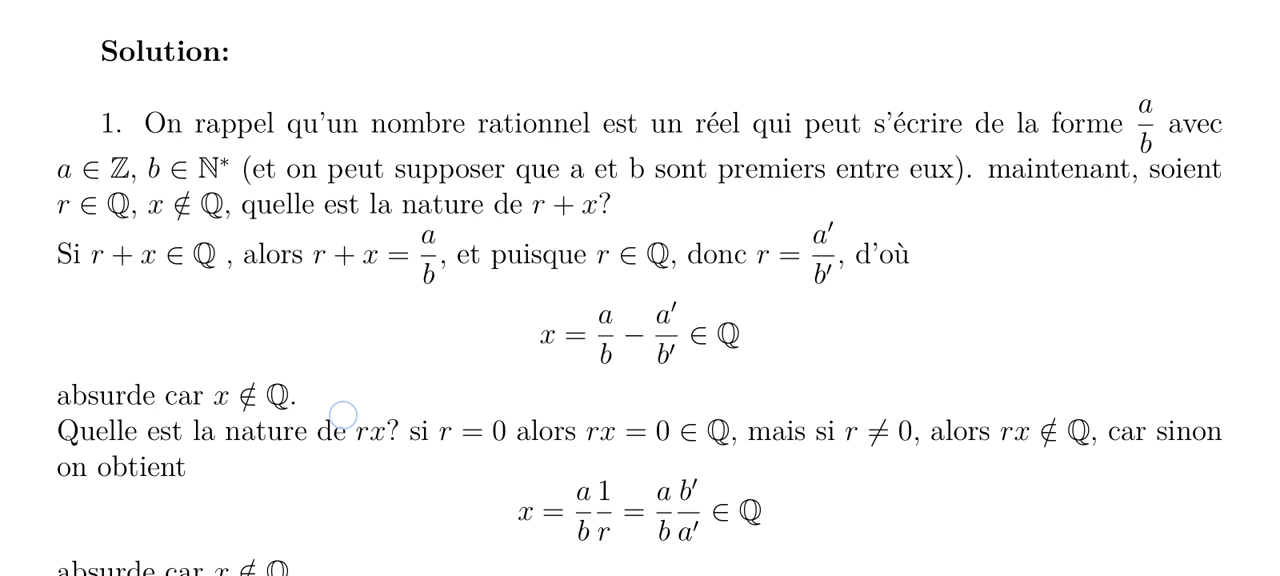 Solution:
1. On rappel qu'un nombre rationnel est un réel qui peut s'écrire de la forme a/b avec
a ∈ ℤ, b ∈ ℕ* (et on peut supposer que a et b sont premiers entre eux). maintenant, soient
r ∈ ℚ, x ∉ ℚ, quelle est la nature de r + x?
Si r + x ∈ ℚ , alors r + x = a/b, et puisque r ∈ ℚ, donc r = a'/b', d'où
x = a/b − a'/b' ∈ ℚ
absurde car x ∉ ℚ.
Quelle est la nature de rx? si r = 0 alors rx = 0 ∈ ℚ, mais si r ≠ 0, alors rx ∉ ℚ, car sinon
on obtient
x = a/b 1/r = a/b b'/a' ∈ ℚ
absurde car x ∉ ℚ